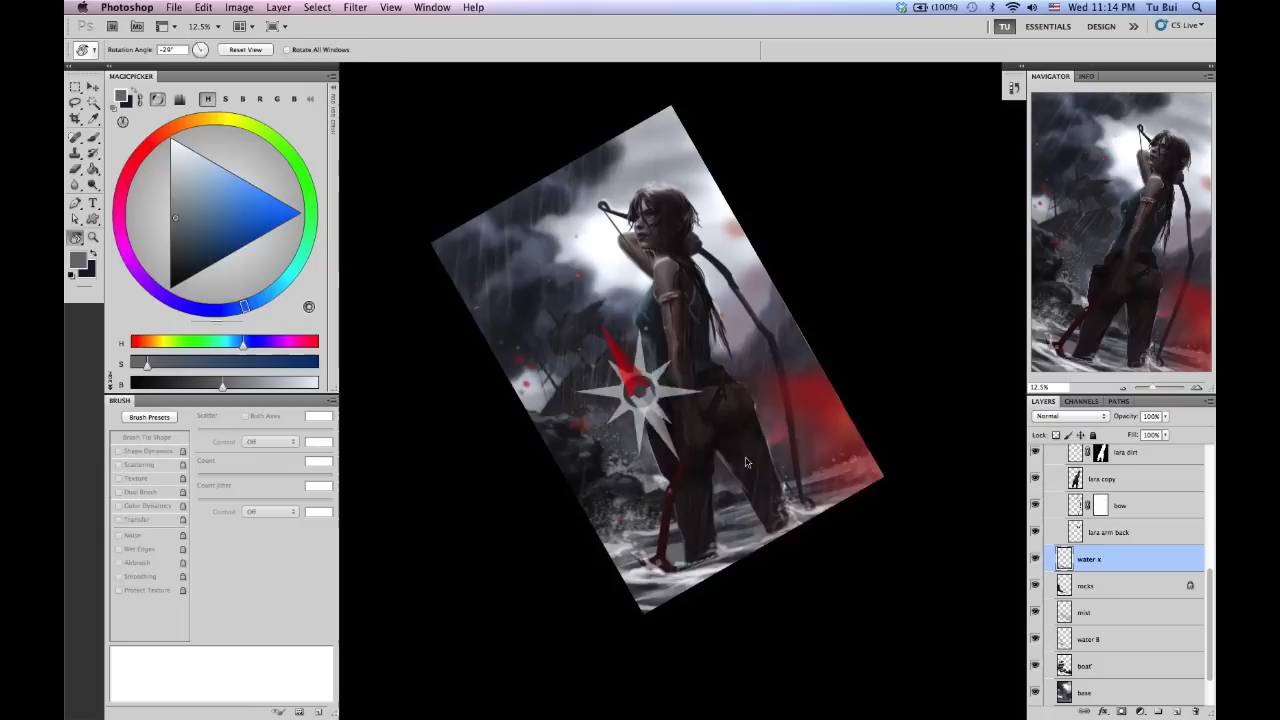 Photoshop File Edit Image Layer Select Filter View Window Help (100%) Wed 11:14 PM Tu Bui
Ps Br Mb 12.5% TU ESSENTIALS DESIGN CS Live
Rotation Angle: -29° Reset View Rotate All Windows
MAGICPICKER
H S B R G B
H
S
B
BRUSH
Brush Presets
Brush Tip Shape
Shape Dynamics
Scattering
Texture
Dual Brush
Color Dynamics
Transfer
Noise
Wet Edges
Airbrush
Smoothing
Protect Texture
Scatter Both Axes
Control: Off
Count
Count Jitter
Control: Off
NAVIGATOR INFO
12.5%
LAYERS CHANNELS PATHS
Normal Opacity: 100%
Lock: Fill: 100%
lara dirt
lara copy
bow
lara arm back
water x
rocks
mist
water B
boat'
base